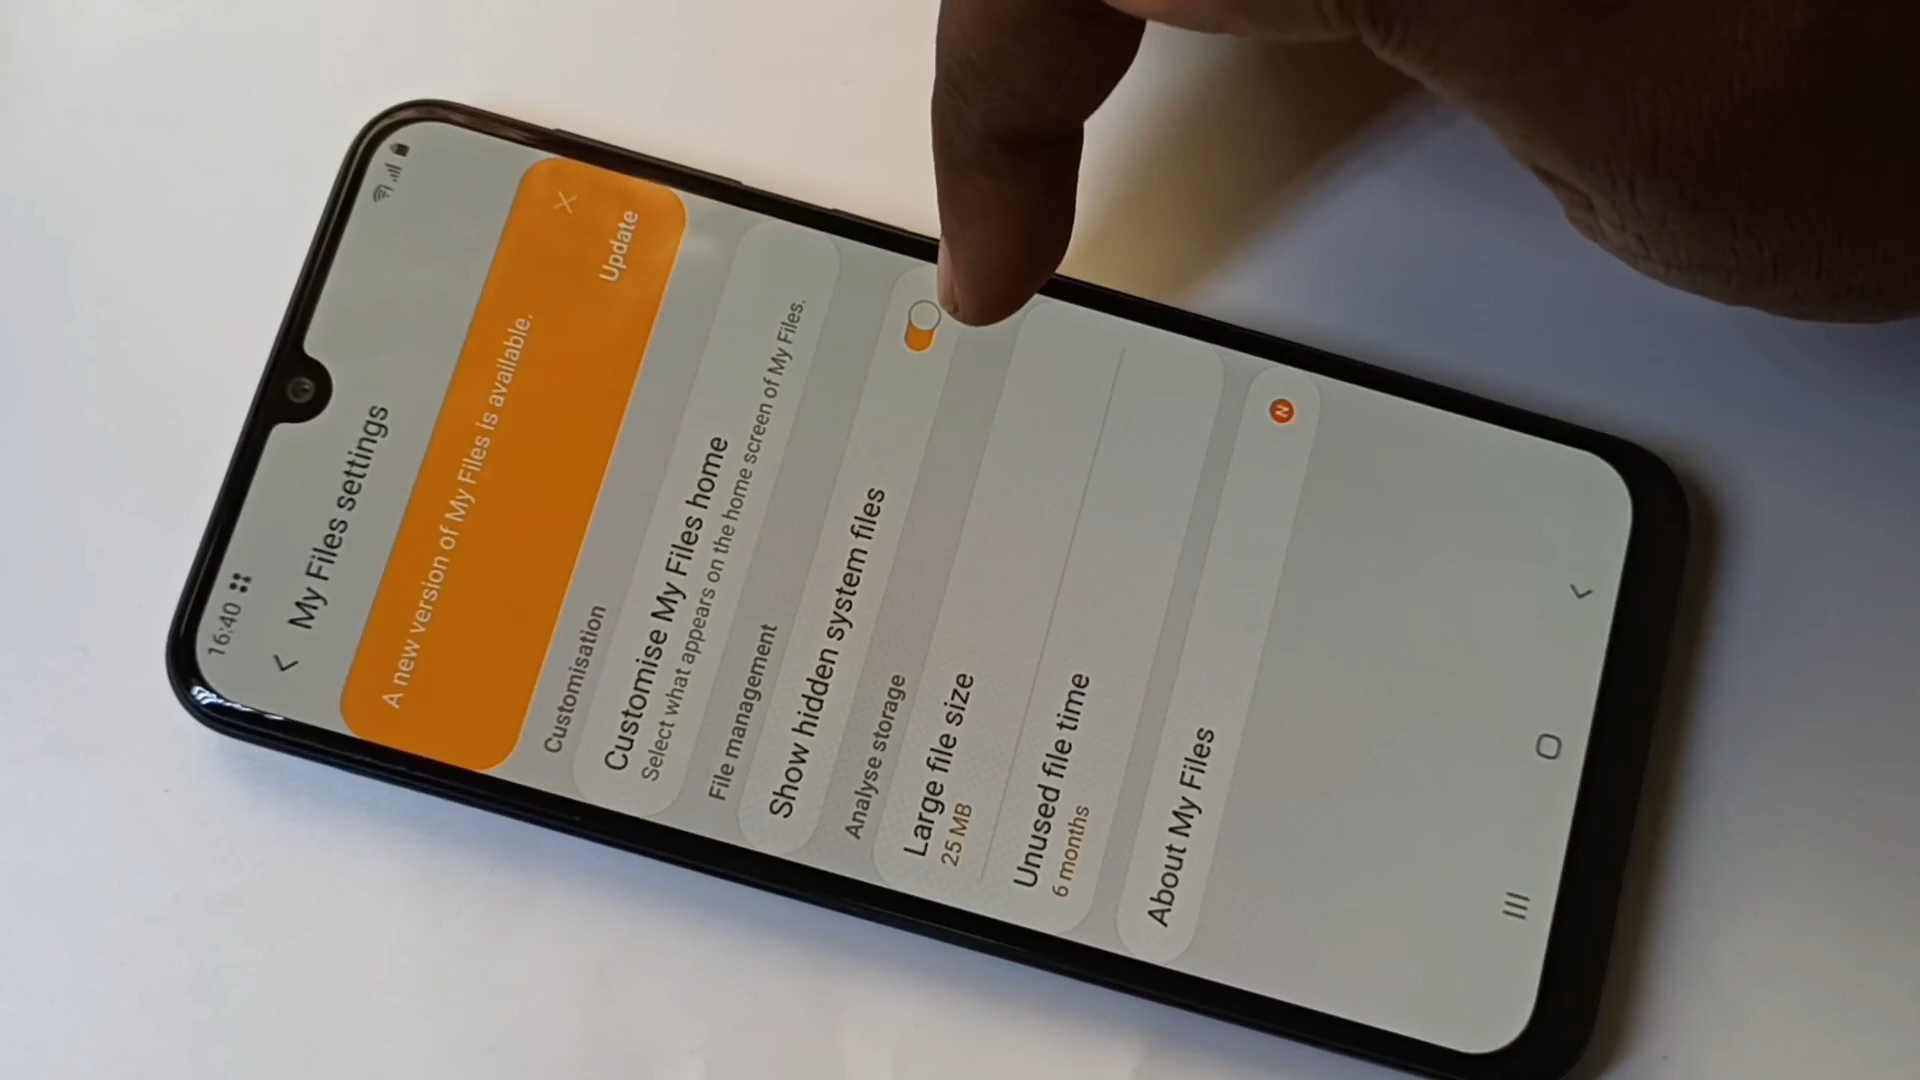 16:40
My Files settings
A new version of My Files is available.
Update
Customisation
Customise My Files home
Select what appears on the home screen of My Files.
File management
Show hidden system files
Analyse storage
Large file size
25 MB
Unused file time
6 months
About My Files
N